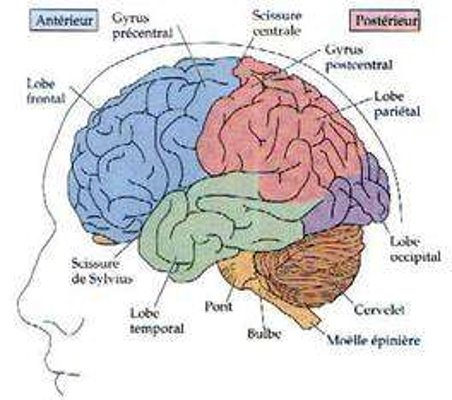 Antérieur
Gyrus
précentral
Scissure
centrale
Postérieur
Gyrus
postcentral
Lobe
frontal
Lobe
pariétal
Lobe
occipital
Scissure
de Sylvius
Lobe
temporal
Pont
Bulbe
Cervelet
Moëlle épinière